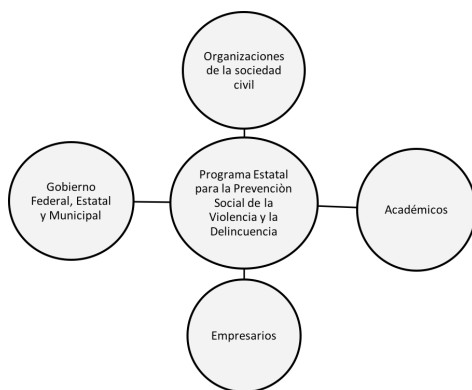 Organizaciones
de la sociedad
civil
Gobierno
Federal, Estatal
y Municipal
Programa Estatal
para la Prevenciòn
Social de la
Violencia y la
Delincuencia
Académicos
Empresarios